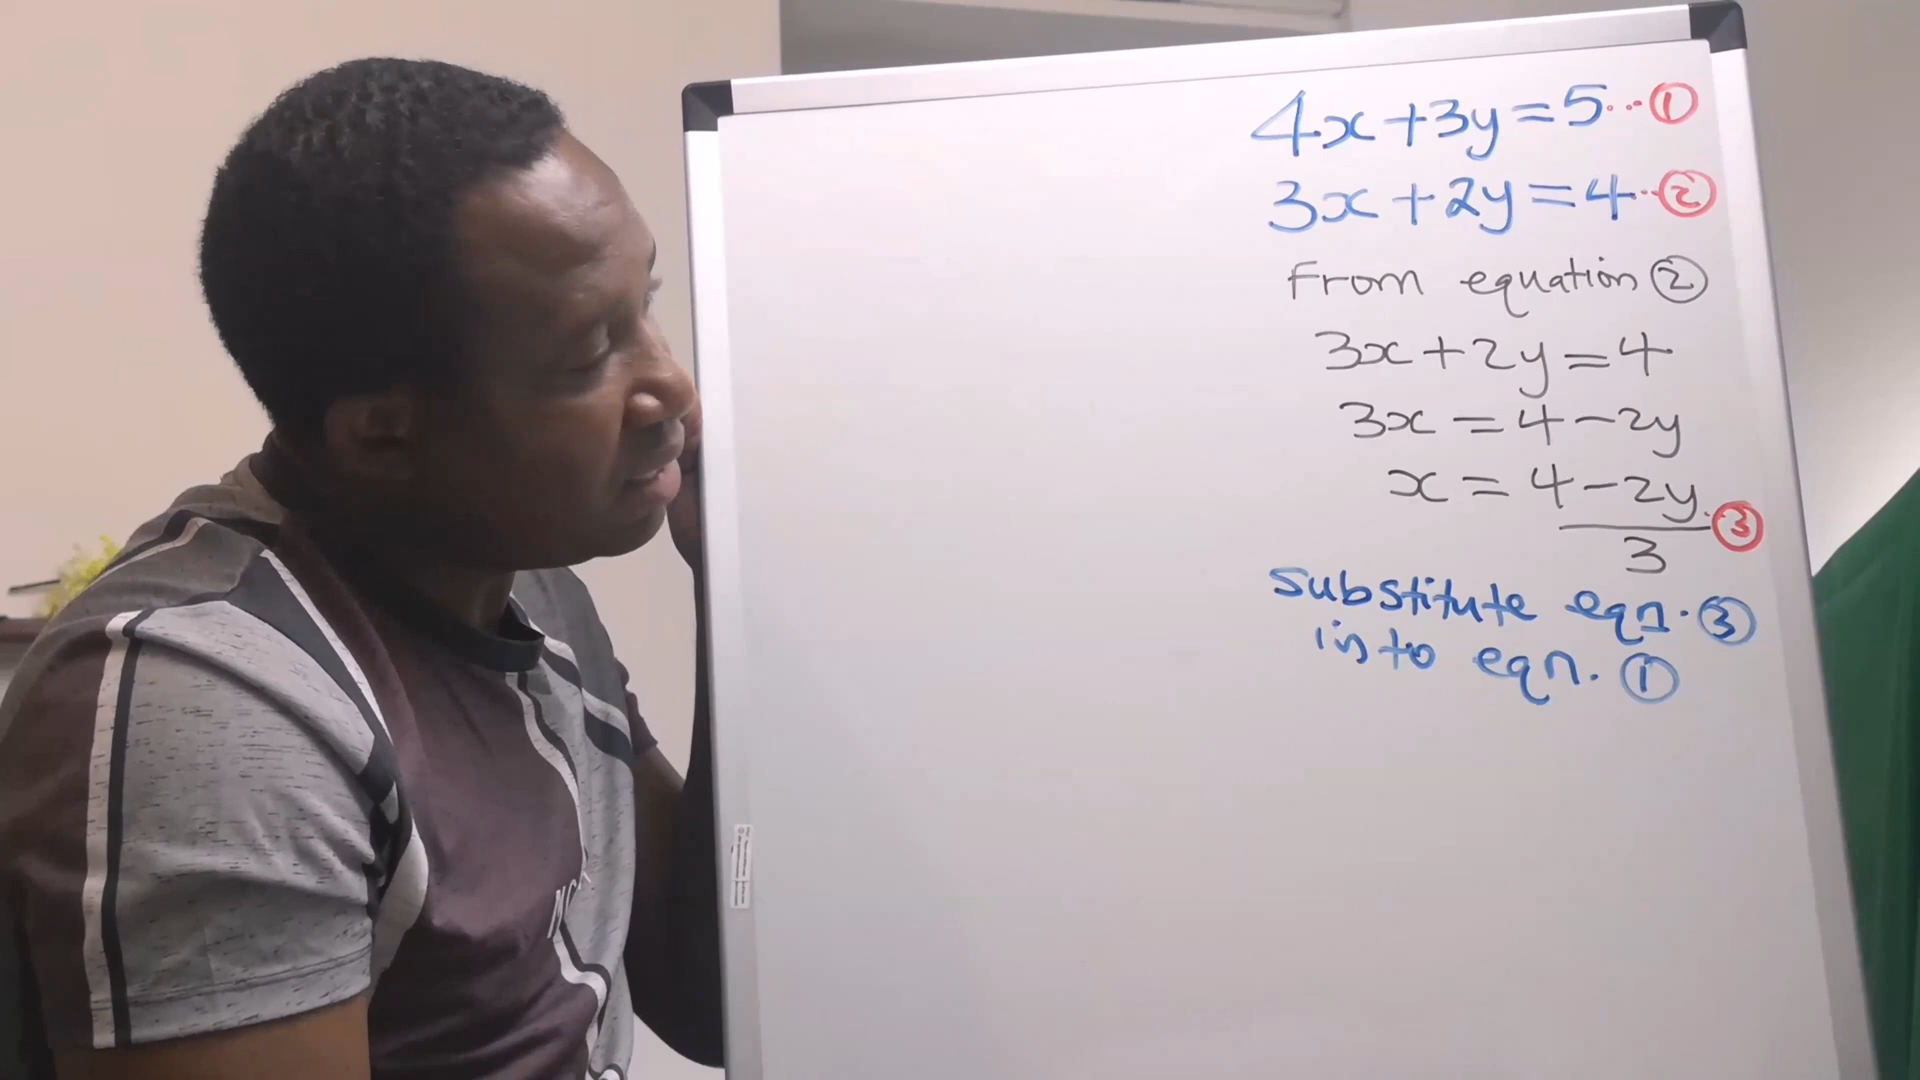 4x+3y=5...①
3x+2y=4...②
From equation ②
3x+2y=4
3x=4-2y
x=4-2y..③
3
Substitute eqn.③
into eqn.①